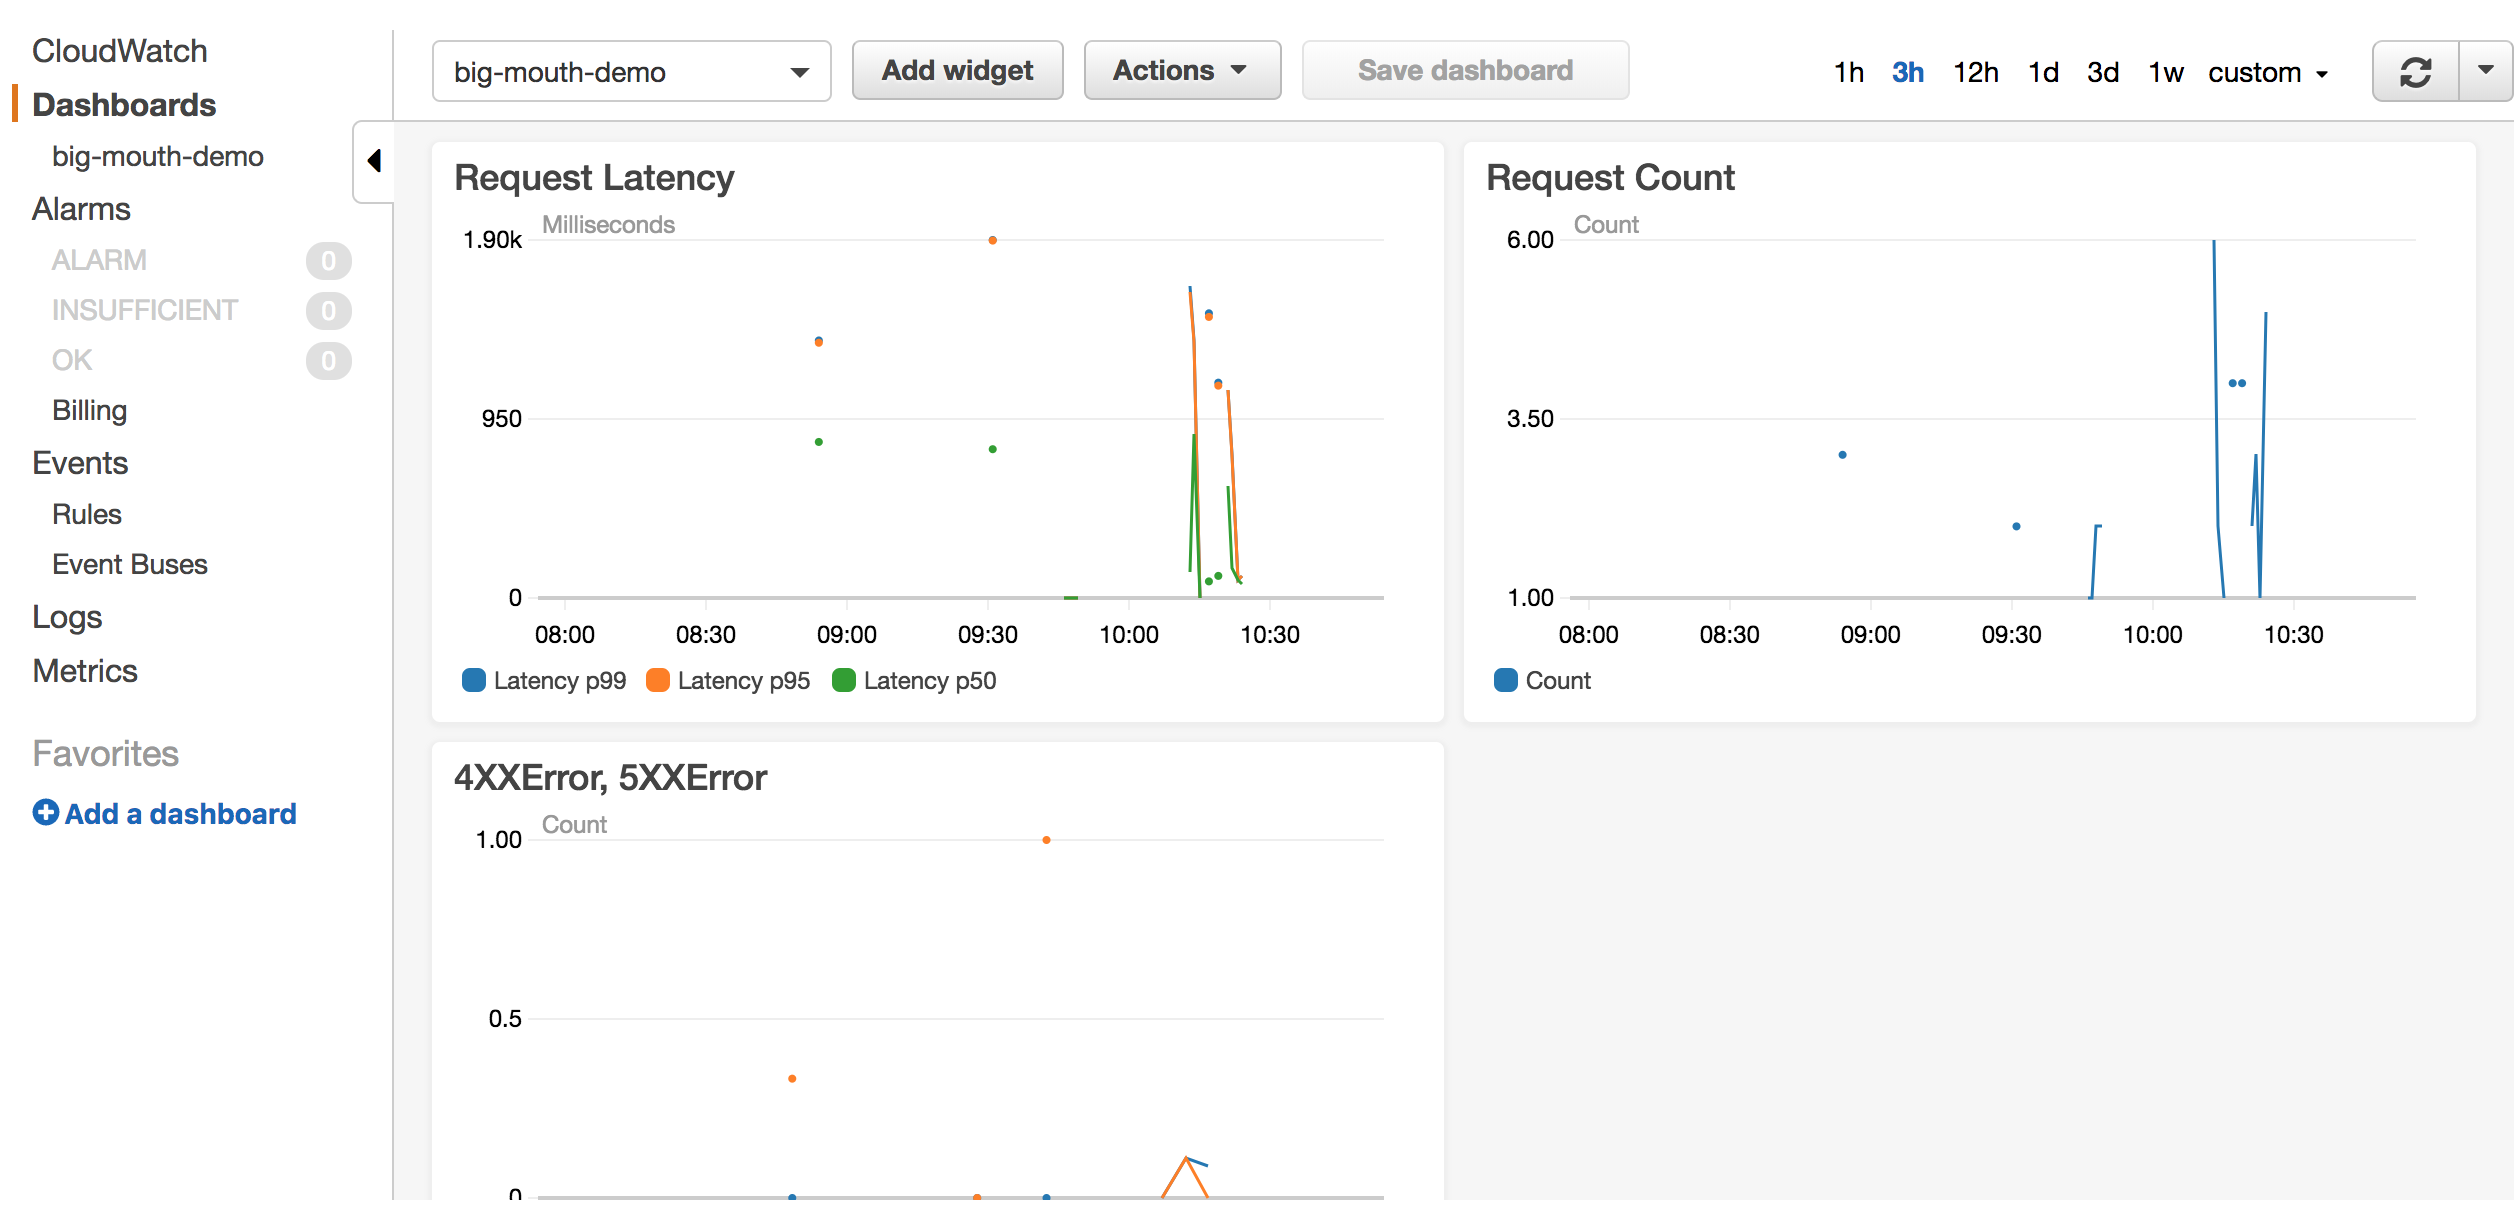 CloudWatch
Dashboards
big-mouth-demo
Alarms
ALARM 0
INSUFFICIENT 0
OK 0
Billing
Events
Rules
Event Buses
Logs
Metrics
Favorites
Add a dashboard
big-mouth-demo Add widget Actions Save dashboard 1h 3h 12h 1d 3d 1w custom
Request Latency
Milliseconds
1.90k
950
0
08:00 08:30 09:00 09:30 10:00 10:30
Latency p99 Latency p95 Latency p50
Request Count
Count
6.00
3.50
1.00
08:00 08:30 09:00 09:30 10:00 10:30
Count
4XXError, 5XXError
Count
1.00
0.5
0